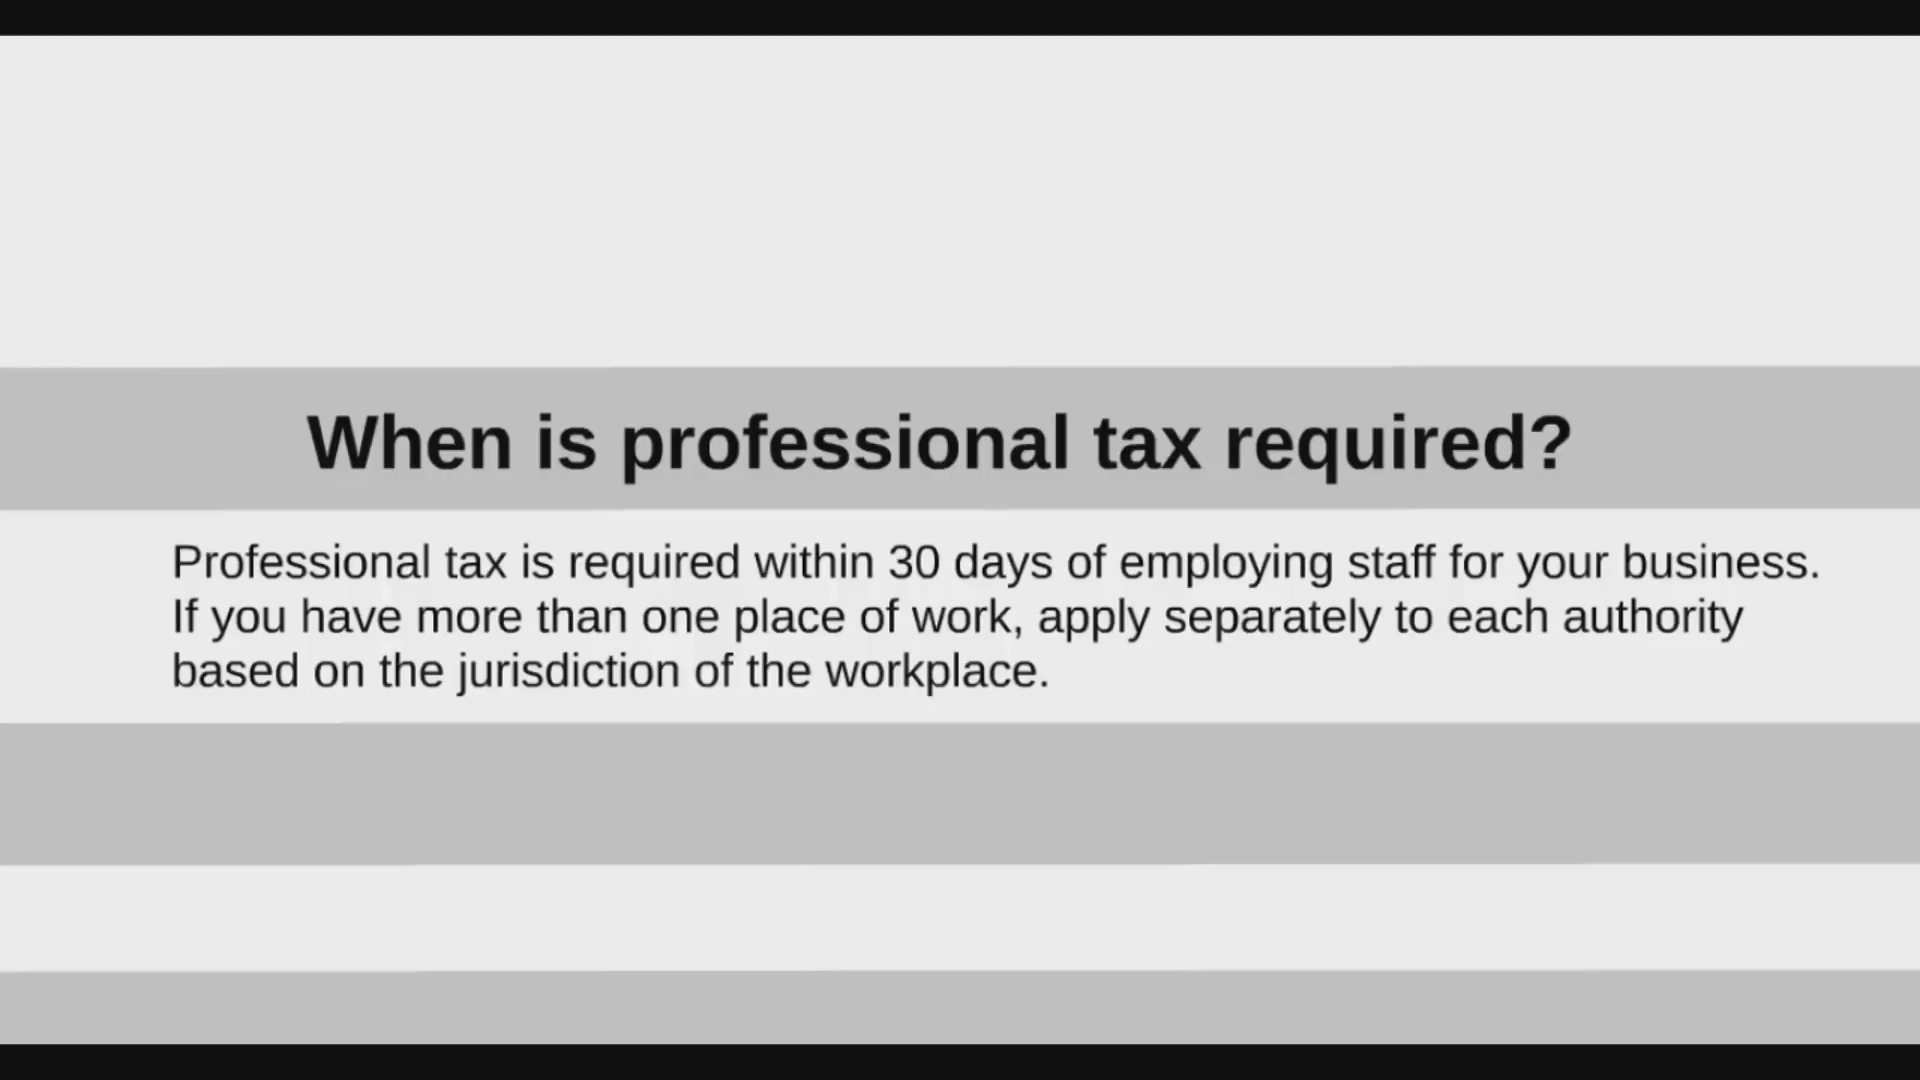 When is professional tax required?
Professional tax is required within 30 days of employing staff for your business.
If you have more than one place of work, apply separately to each authority
based on the jurisdiction of the workplace.